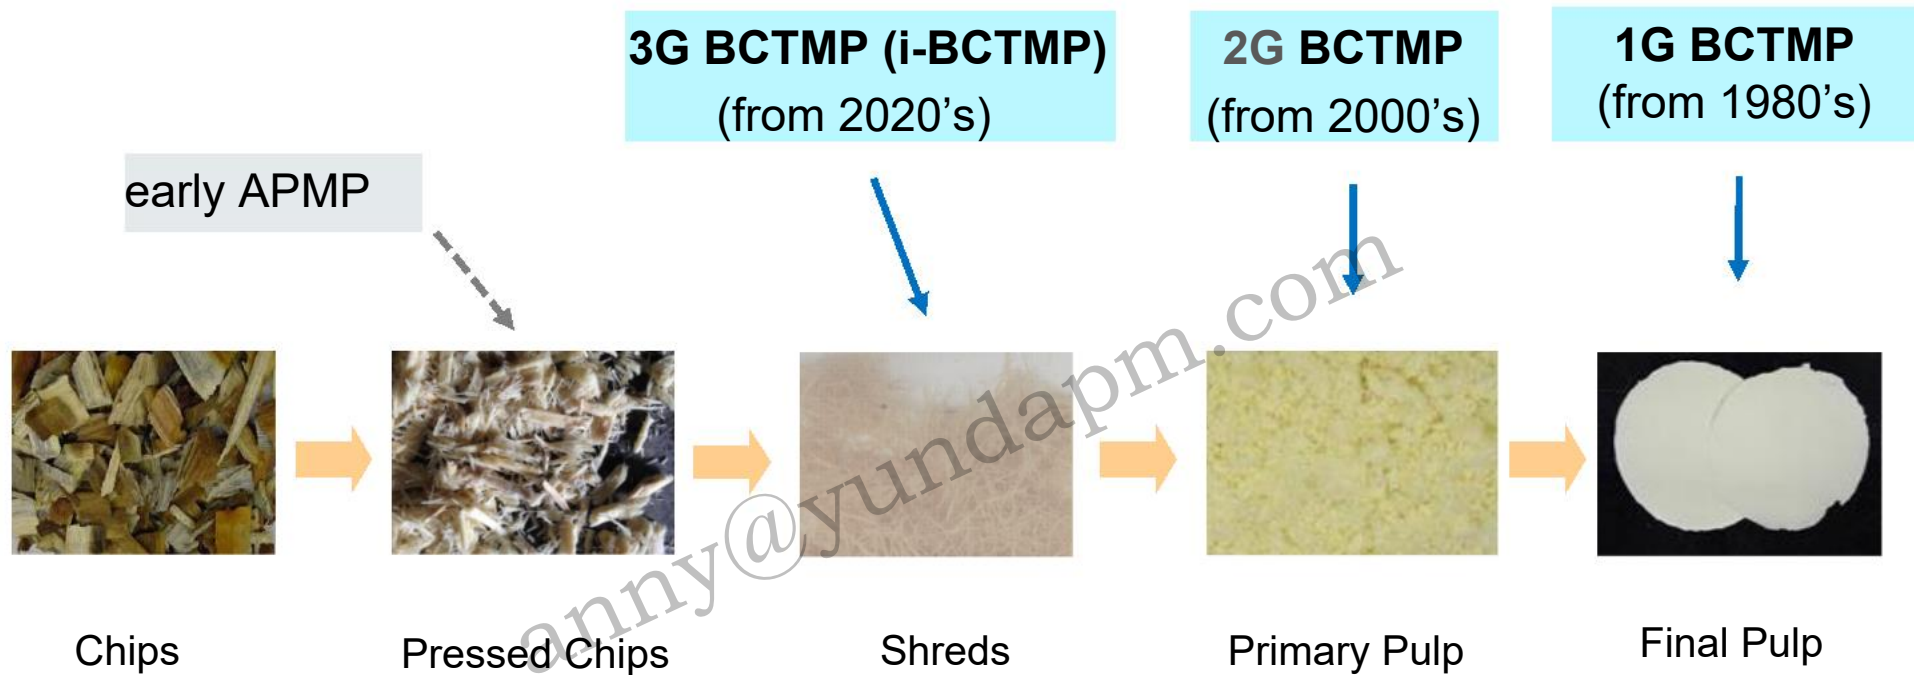 3G BCTMP (i-BCTMP)
(from 2020’s)
2G BCTMP
(from 2000’s)
1G BCTMP
(from 1980’s)
early APMP
anny@yundapm.com
Chips
Pressed Chips
Shreds
Primary Pulp
Final Pulp